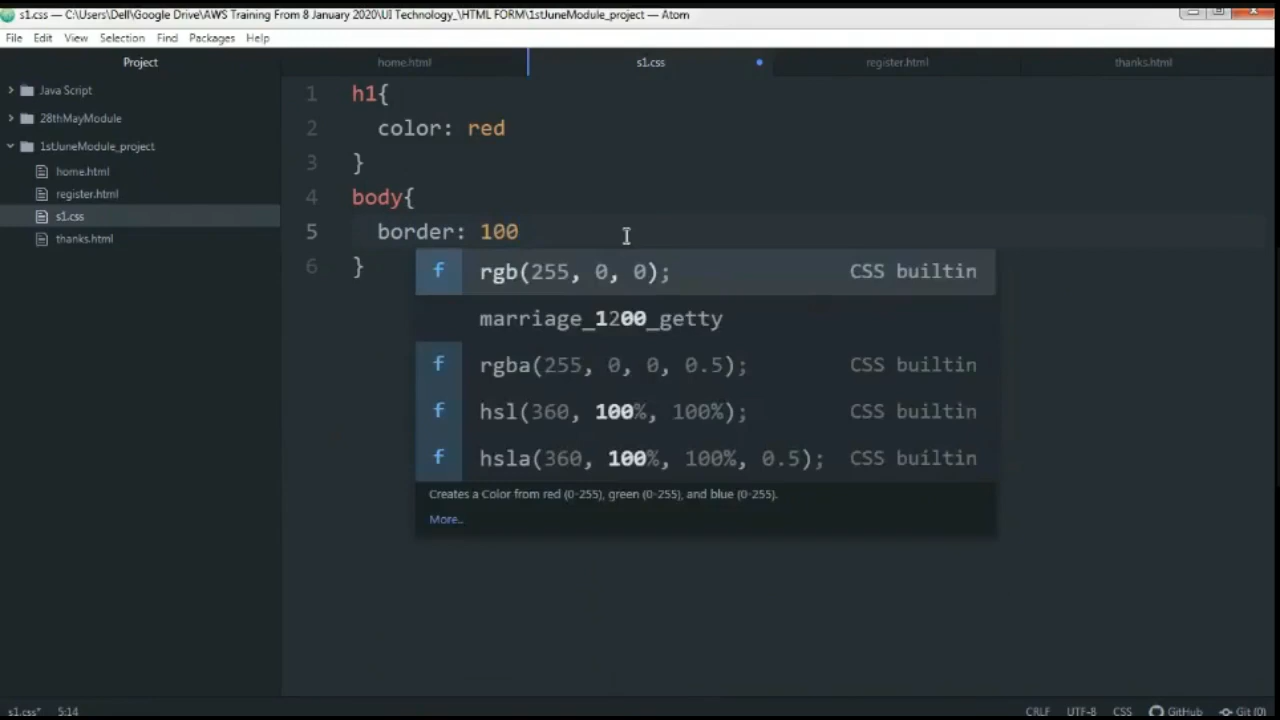 s1.css — C:\Users\Dell\Google Drive\AWS Training From 8 January 2020\UI Technology_\HTML FORM\1stJuneModule_project — Atom
File Edit View Selection Find Packages Help
Project
home.html s1.css register.html thanks.html
Java Script
28thMayModule
1stJuneModule_project
home.html
register.html
s1.css
thanks.html
1 h1{
2 color: red
3 }
4 body{
5 border: 100
6 }
f rgb(255, 0, 0); CSS builtin
marriage_1200_getty
f rgba(255, 0, 0, 0.5); CSS builtin
f hsl(360, 100%, 100%); CSS builtin
f hsla(360, 100%, 100%, 0.5); CSS builtin
Creates a Color from red (0-255), green (0-255), and blue (0-255).
More..
s1.css* 5:14 CRLF UTF-8 CSS GitHub Git (0)